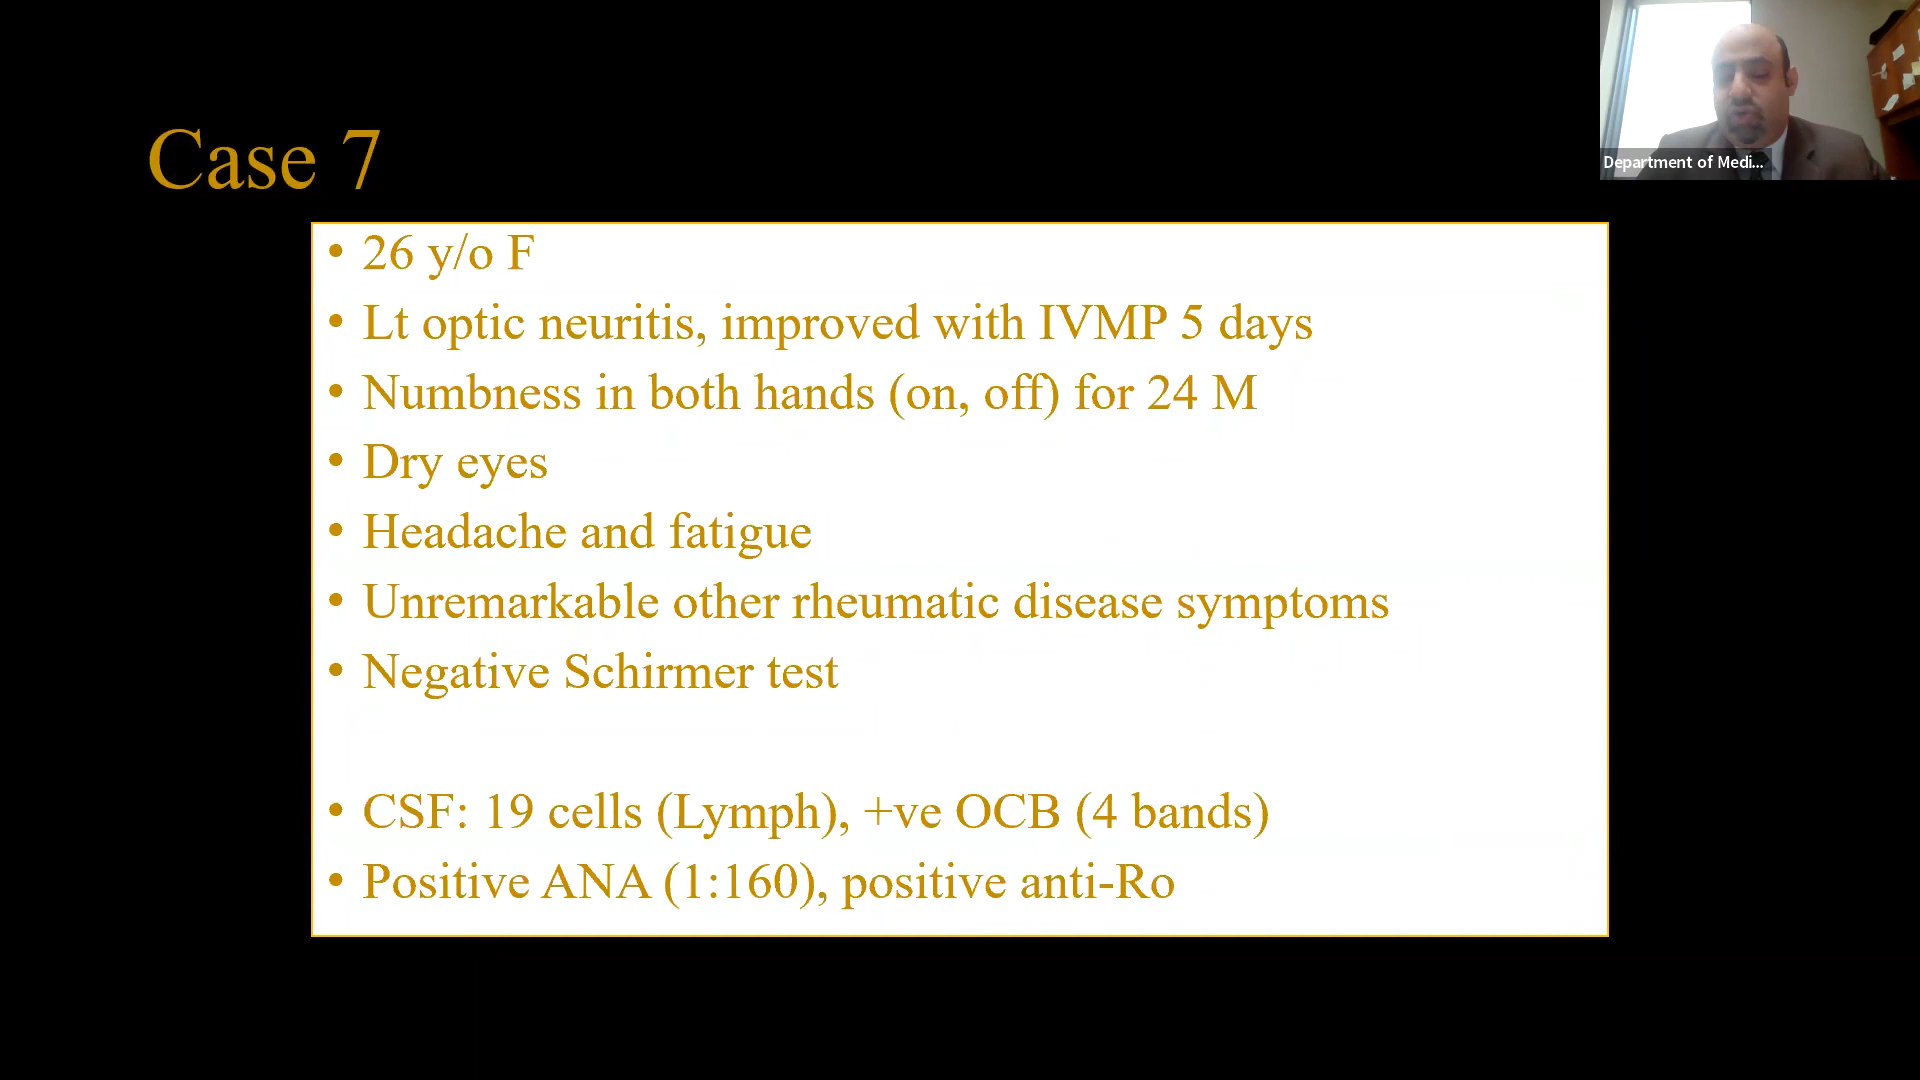 Case 7
Department of Medi...
• 26 y/o F
• Lt optic neuritis, improved with IVMP 5 days
• Numbness in both hands (on, off) for 24 M
• Dry eyes
• Headache and fatigue
• Unremarkable other rheumatic disease symptoms
• Negative Schirmer test
• CSF: 19 cells (Lymph), +ve OCB (4 bands)
• Positive ANA (1:160), positive anti-Ro